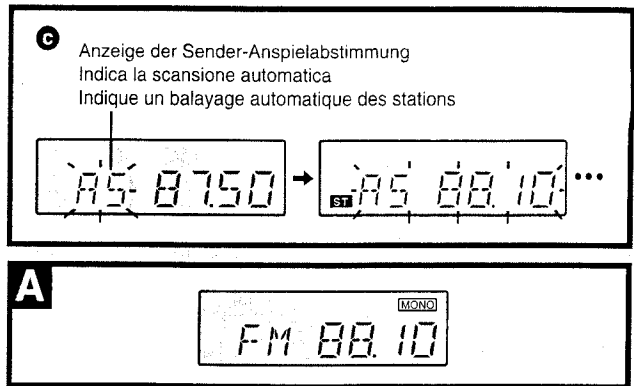 C
Anzeige der Sender-Anspielabstimmung
Indica la scansione automatica
Indique un balayage automatique des stations
AS 87.50 → ST AS 88.10 •••
A
MONO
FM 88.10